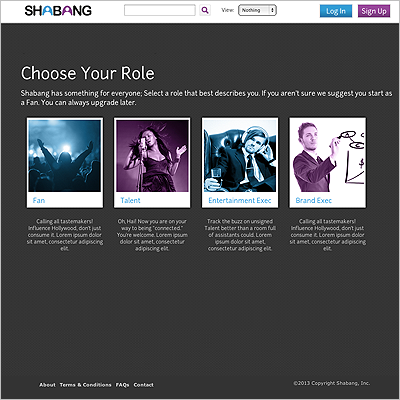 SHABANG
View: Nothing Log In Sign Up
Choose Your Role
Shabang has something for everyone; Select a role that best describes you. If you aren't sure we suggest you start as
a Fan. You can always upgrade later.
Fan
Talent
Entertainment Exec
Brand Exec
Calling all tastemakers!
Influence Hollywood, don't just
consume it. Lorem ipsum dolor
sit amet, consectetur adipiscing
elit.
Oh, Hai! Now you are on your
way to being "connected."
You're welcome. Lorem ipsum
dolor sit amet, consectetur
adipiscing elit.
Track the buzz on unsigned
Talent better than a room full
of assistants could. Lorem
ipsum dolor sit amet,
consectetur adipiscing elit.
Calling all tastemakers!
Influence Hollywood, don't just
consume it. Lorem ipsum dolor
sit amet, consectetur adipiscing
elit.
About Terms & Conditions FAQs Contact
©2013 Copyright Shabang, Inc.